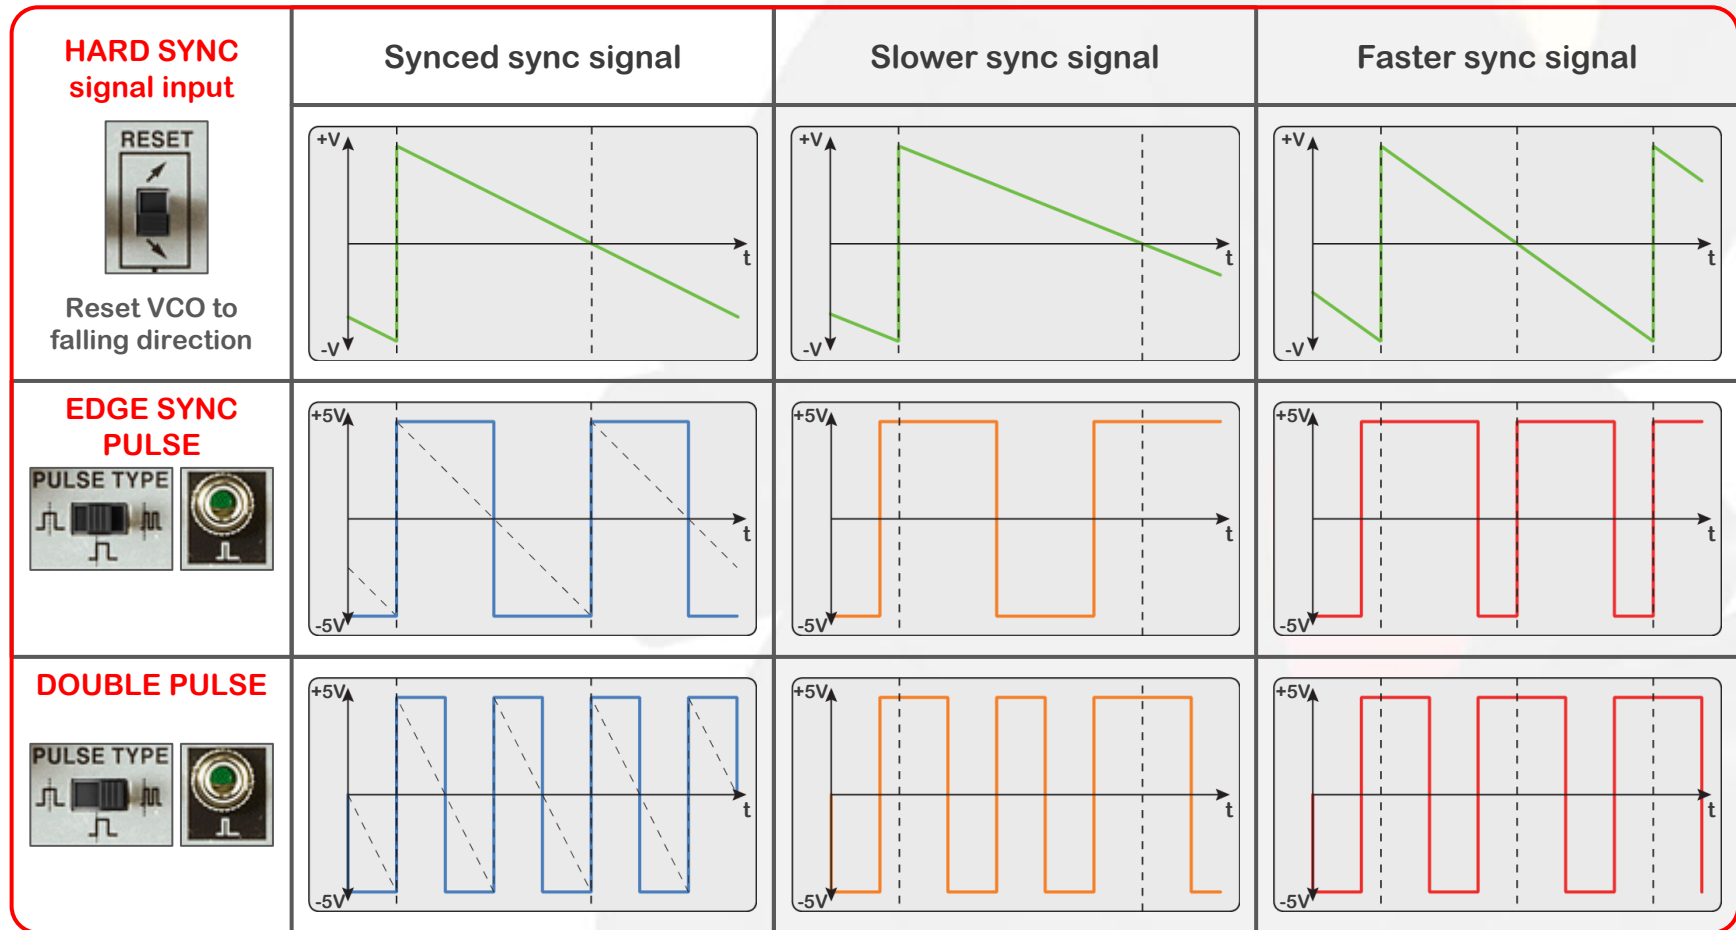 HARD SYNC
signal input
Synced sync signal
Slower sync signal
Faster sync signal
RESET
Reset VCO to
falling direction
+V
t
-V
+V
t
-V
+V
t
-V
EDGE SYNC
PULSE
PULSE TYPE
+5V
t
-5V
+5V
t
-5V
+5V
t
-5V
DOUBLE PULSE
PULSE TYPE
+5V
t
-5V
+5V
t
-5V
+5V
t
-5V